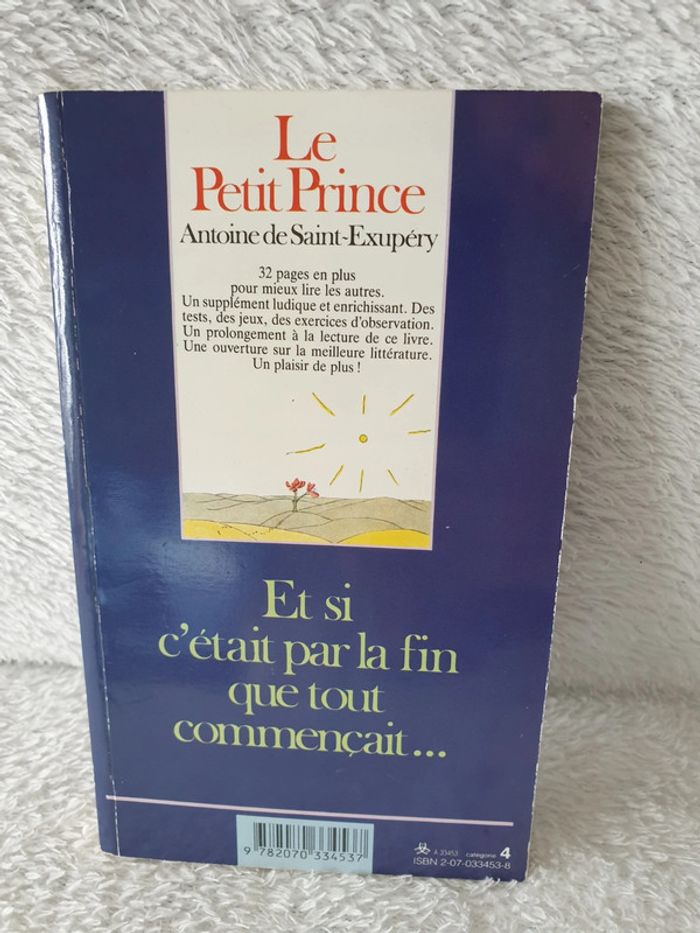 Le
Petit Prince
Antoine de Saint-Exupéry
32 pages en plus
pour mieux lire les autres.
Un supplément ludique et enrichissant. Des
tests, des jeux, des exercices d'observation.
Un prolongement à la lecture de ce livre.
Une ouverture sur la meilleure littérature.
Un plaisir de plus !
Et si
c'était par la fin
que tout
commençait...
9 782070 334537
A 33453 catégorie 4
ISBN 2-07-033453-8